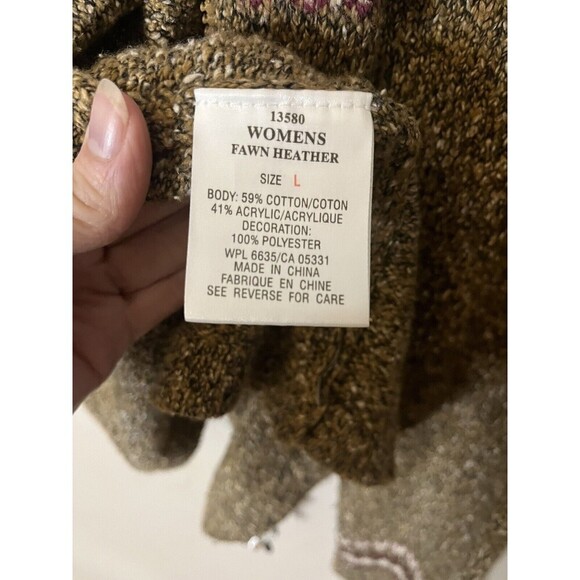 13580
WOMENS
FAWN HEATHER
SIZE L
BODY: 59% COTTON/COTON
41% ACRYLIC/ACRYLIQUE
DECORATION:
100% POLYESTER
WPL 6635/CA 05331
MADE IN CHINA
FABRIQUE EN CHINE
SEE REVERSE FOR CARE